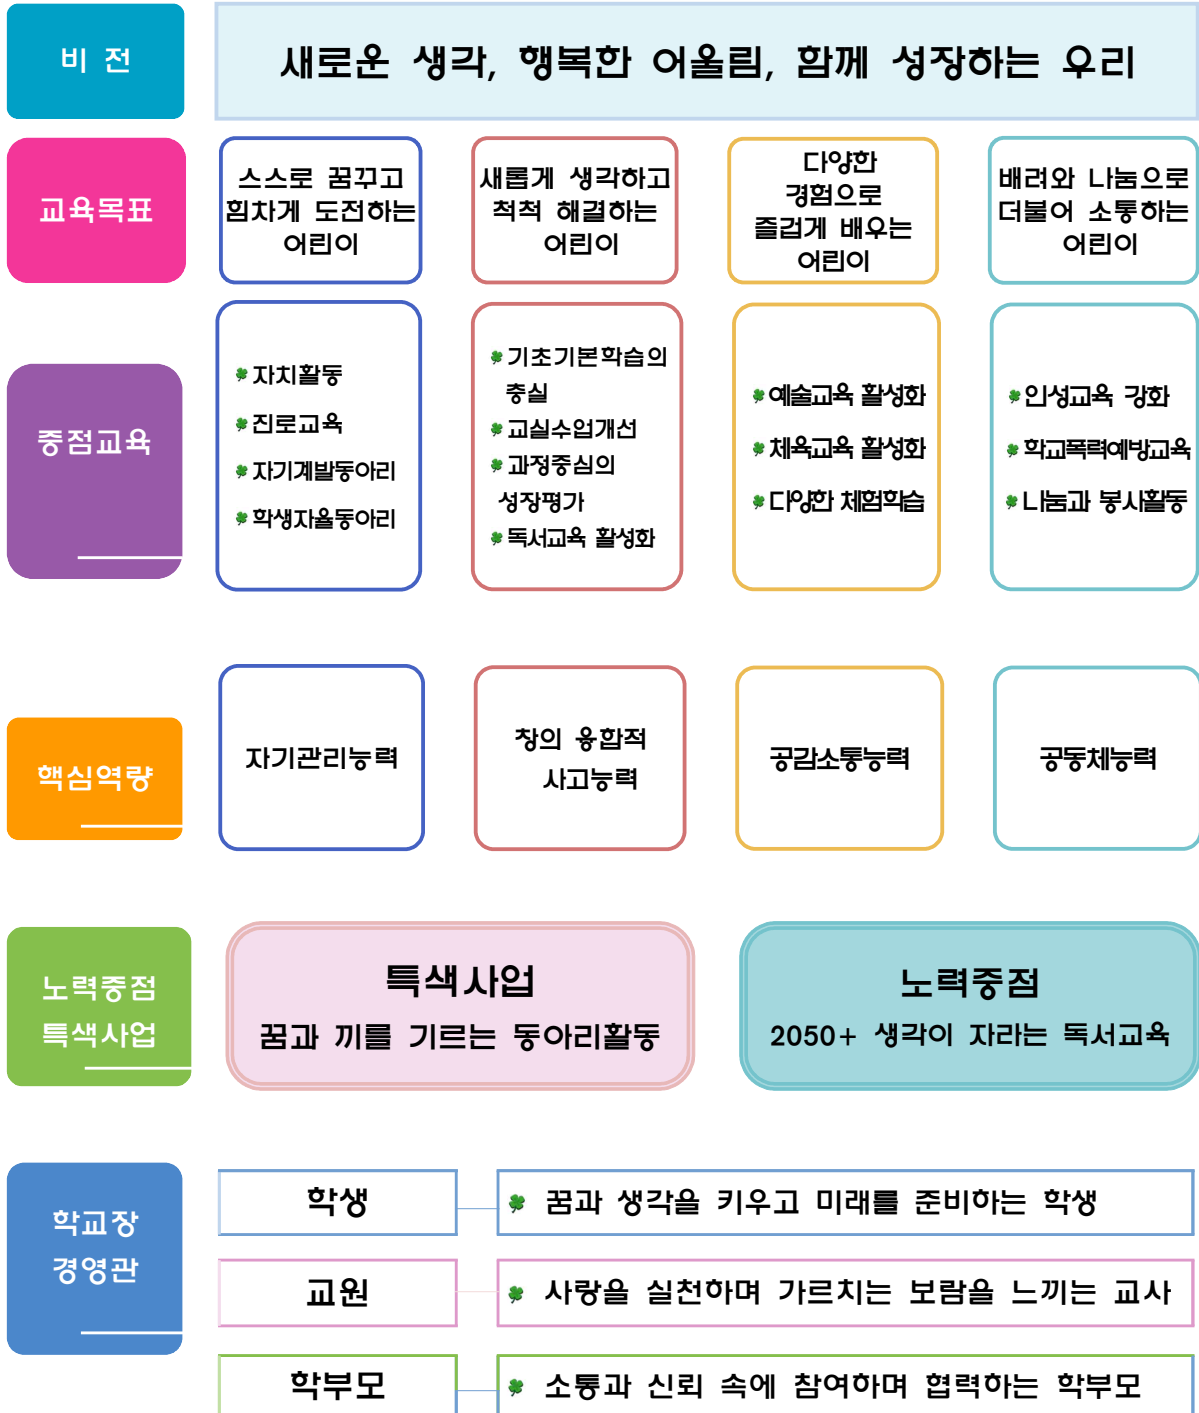 비 전
새로운 생각, 행복한 어울림, 함께 성장하는 우리
교육목표
스스로 꿈꾸고
힘차게 도전하는
어린이
새롭게 생각하고
척척 해결하는
어린이
다양한
경험으로
즐겁게 배우는
어린이
배려와 나눔으로
더불어 소통하는
어린이
중점교육
자치활동
진로교육
자기계발동아리
학생자율동아리
기초기본학습의
충실
교실수업개선
과정중심의
성장평가
독서교육 활성화
예술교육 활성화
체육교육 활성화
다양한 체험학습
인성교육 강화
학교폭력예방교육
나눔과 봉사활동
핵심역량
자기관리능력
창의 융합적
사고능력
공감소통능력
공동체능력
노력중점
특색사업
특색사업
꿈과 끼를 기르는 동아리활동
노력중점
2050+ 생각이 자라는 독서교육
학교장
경영관
학생
꿈과 생각을 키우고 미래를 준비하는 학생
교원
사랑을 실천하며 가르치는 보람을 느끼는 교사
학부모
소통과 신뢰 속에 참여하며 협력하는 학부모